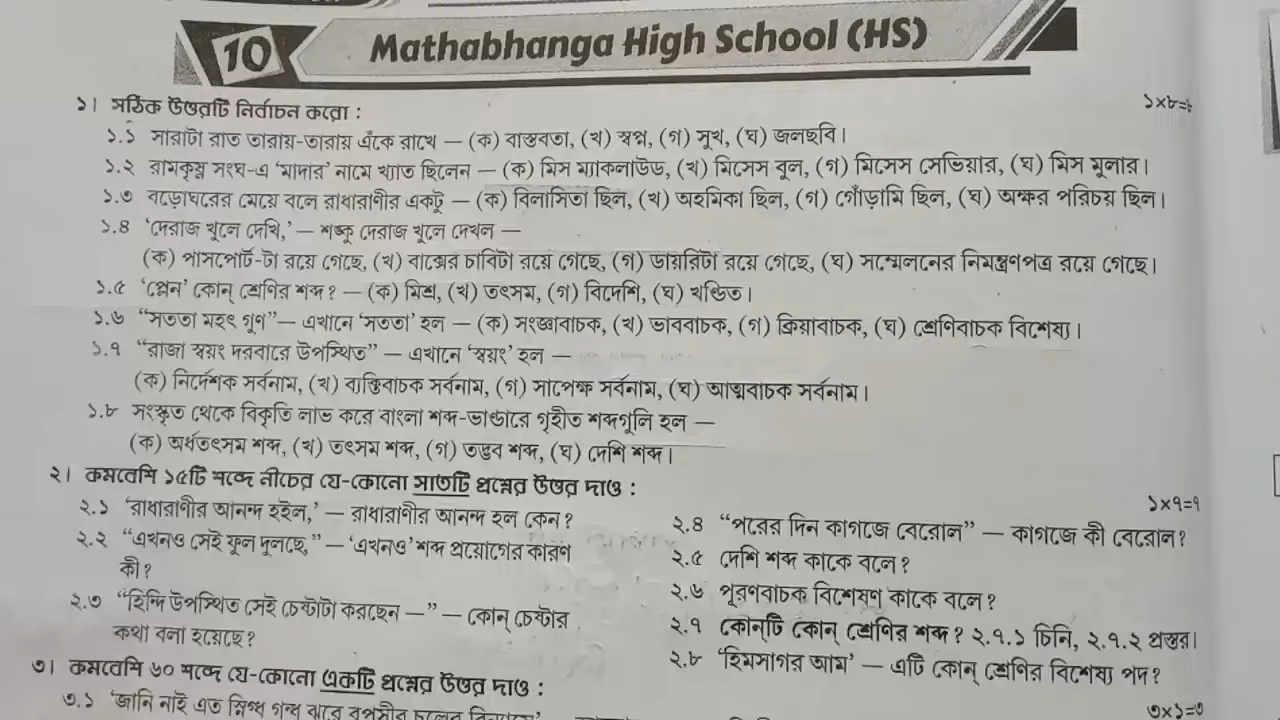 10
Mathabhanga High School (HS)
১। সঠিক উত্তরটি নির্বাচন করো :
১×৮=৮
১.১ সারাটা রাত তারায়-তারায় এঁকে রাখে — (ক) বাস্তবতা, (খ) স্বপ্ন, (গ) সুখ, (ঘ) জলছবি।
১.২ রামকৃষ্ণ সংঘ-এ ‘মাদার’ নামে খ্যাত ছিলেন — (ক) মিস ম্যাকলাউড, (খ) মিসেস বুল, (গ) মিসেস সেভিয়ার, (ঘ) মিস মুলার।
১.৩ বড়োঘরের মেয়ে বলে রাধারাণীর একটু — (ক) বিলাসিতা ছিল, (খ) অহমিকা ছিল, (গ) গোঁড়ামি ছিল, (ঘ) অক্ষর পরিচয় ছিল।
১.৪ ‘দেরাজ খুলে দেখি,’ — শঙ্কু দেরাজ খুলে দেখেন —
(ক) পাসপোর্ট-টা রয়ে গেছে, (খ) বাক্সের চাবিটা রয়ে গেছে, (গ) ডায়রিটা রয়ে গেছে, (ঘ) সম্মেলনের নিমন্ত্রণপত্র রয়ে গেছে।
১.৫ ‘প্লেন’ কোন্ শ্রেণির শব্দ? — (ক) মিশ্র, (খ) তৎসম, (গ) বিদেশি, (ঘ) খণ্ডিত।
১.৬ “সততা মহৎ গুণ”— এখানে ‘সততা’ হল — (ক) সংজ্ঞাবাচক, (খ) ভাববাচক, (গ) ক্রিয়াবাচক, (ঘ) শ্রেণিবাচক বিশেষ্য।
১.৭ “রাজা স্বয়ং দরবারে উপস্থিত” — এখানে ‘স্বয়ং’ হল —
(ক) নির্দেশক সর্বনাম, (খ) ব্যক্তিবাচক সর্বনাম, (গ) সাপেক্ষ সর্বনাম, (ঘ) আত্মবাচক সর্বনাম।
১.৮ সংস্কৃত থেকে বিকৃতি লাভ করে বাংলা শব্দ-ভাণ্ডারে গৃহীত শব্দগুলি হল —
(ক) অর্ধতৎসম শব্দ, (খ) তৎসম শব্দ, (গ) তদ্ভব শব্দ, (ঘ) দেশি শব্দ।
২। কমবেশি ১৫টি শব্দে নীচের যে-কোনো সাতটি প্রশ্নের উত্তর দাও :
১×৭=৭
২.১ ‘রাধারাণীর আনন্দ হইল,’ — রাধারাণীর আনন্দ হল কেন?
২.২ “এখনও সেই ফুল দুলছে,” — ‘এখনও’ শব্দ প্রয়োগের কারণ
কী?
২.৩ “হিন্দি উপস্থিত সেই চেষ্টাটা করছেন —” — কোন্ চেষ্টার
কথা বলা হয়েছে?
২.৪ “পরের দিন কাগজে বেরোল” — কাগজে কী বেরোল?
২.৫ দেশি শব্দ কাকে বলে?
২.৬ পূরণবাচক বিশেষণ কাকে বলে?
২.৭ কোন্‌টি কোন্ শ্রেণির শব্দ? ২.৭.১ চিনি, ২.৭.২ প্রস্তর।
২.৮ ‘হিমসাগর আম’ — এটি কোন্ শ্রেণির বিশেষ্য পদ?
৩। কমবেশি ৬০ শব্দে যে-কোনো একটি প্রশ্নের উত্তর দাও :
৩×১=৩
৩.১ ‘জানি নাই এত স্নিগ্ধ গন্ধ ঝরে রূপসীর চুলের বিন্যাসে’